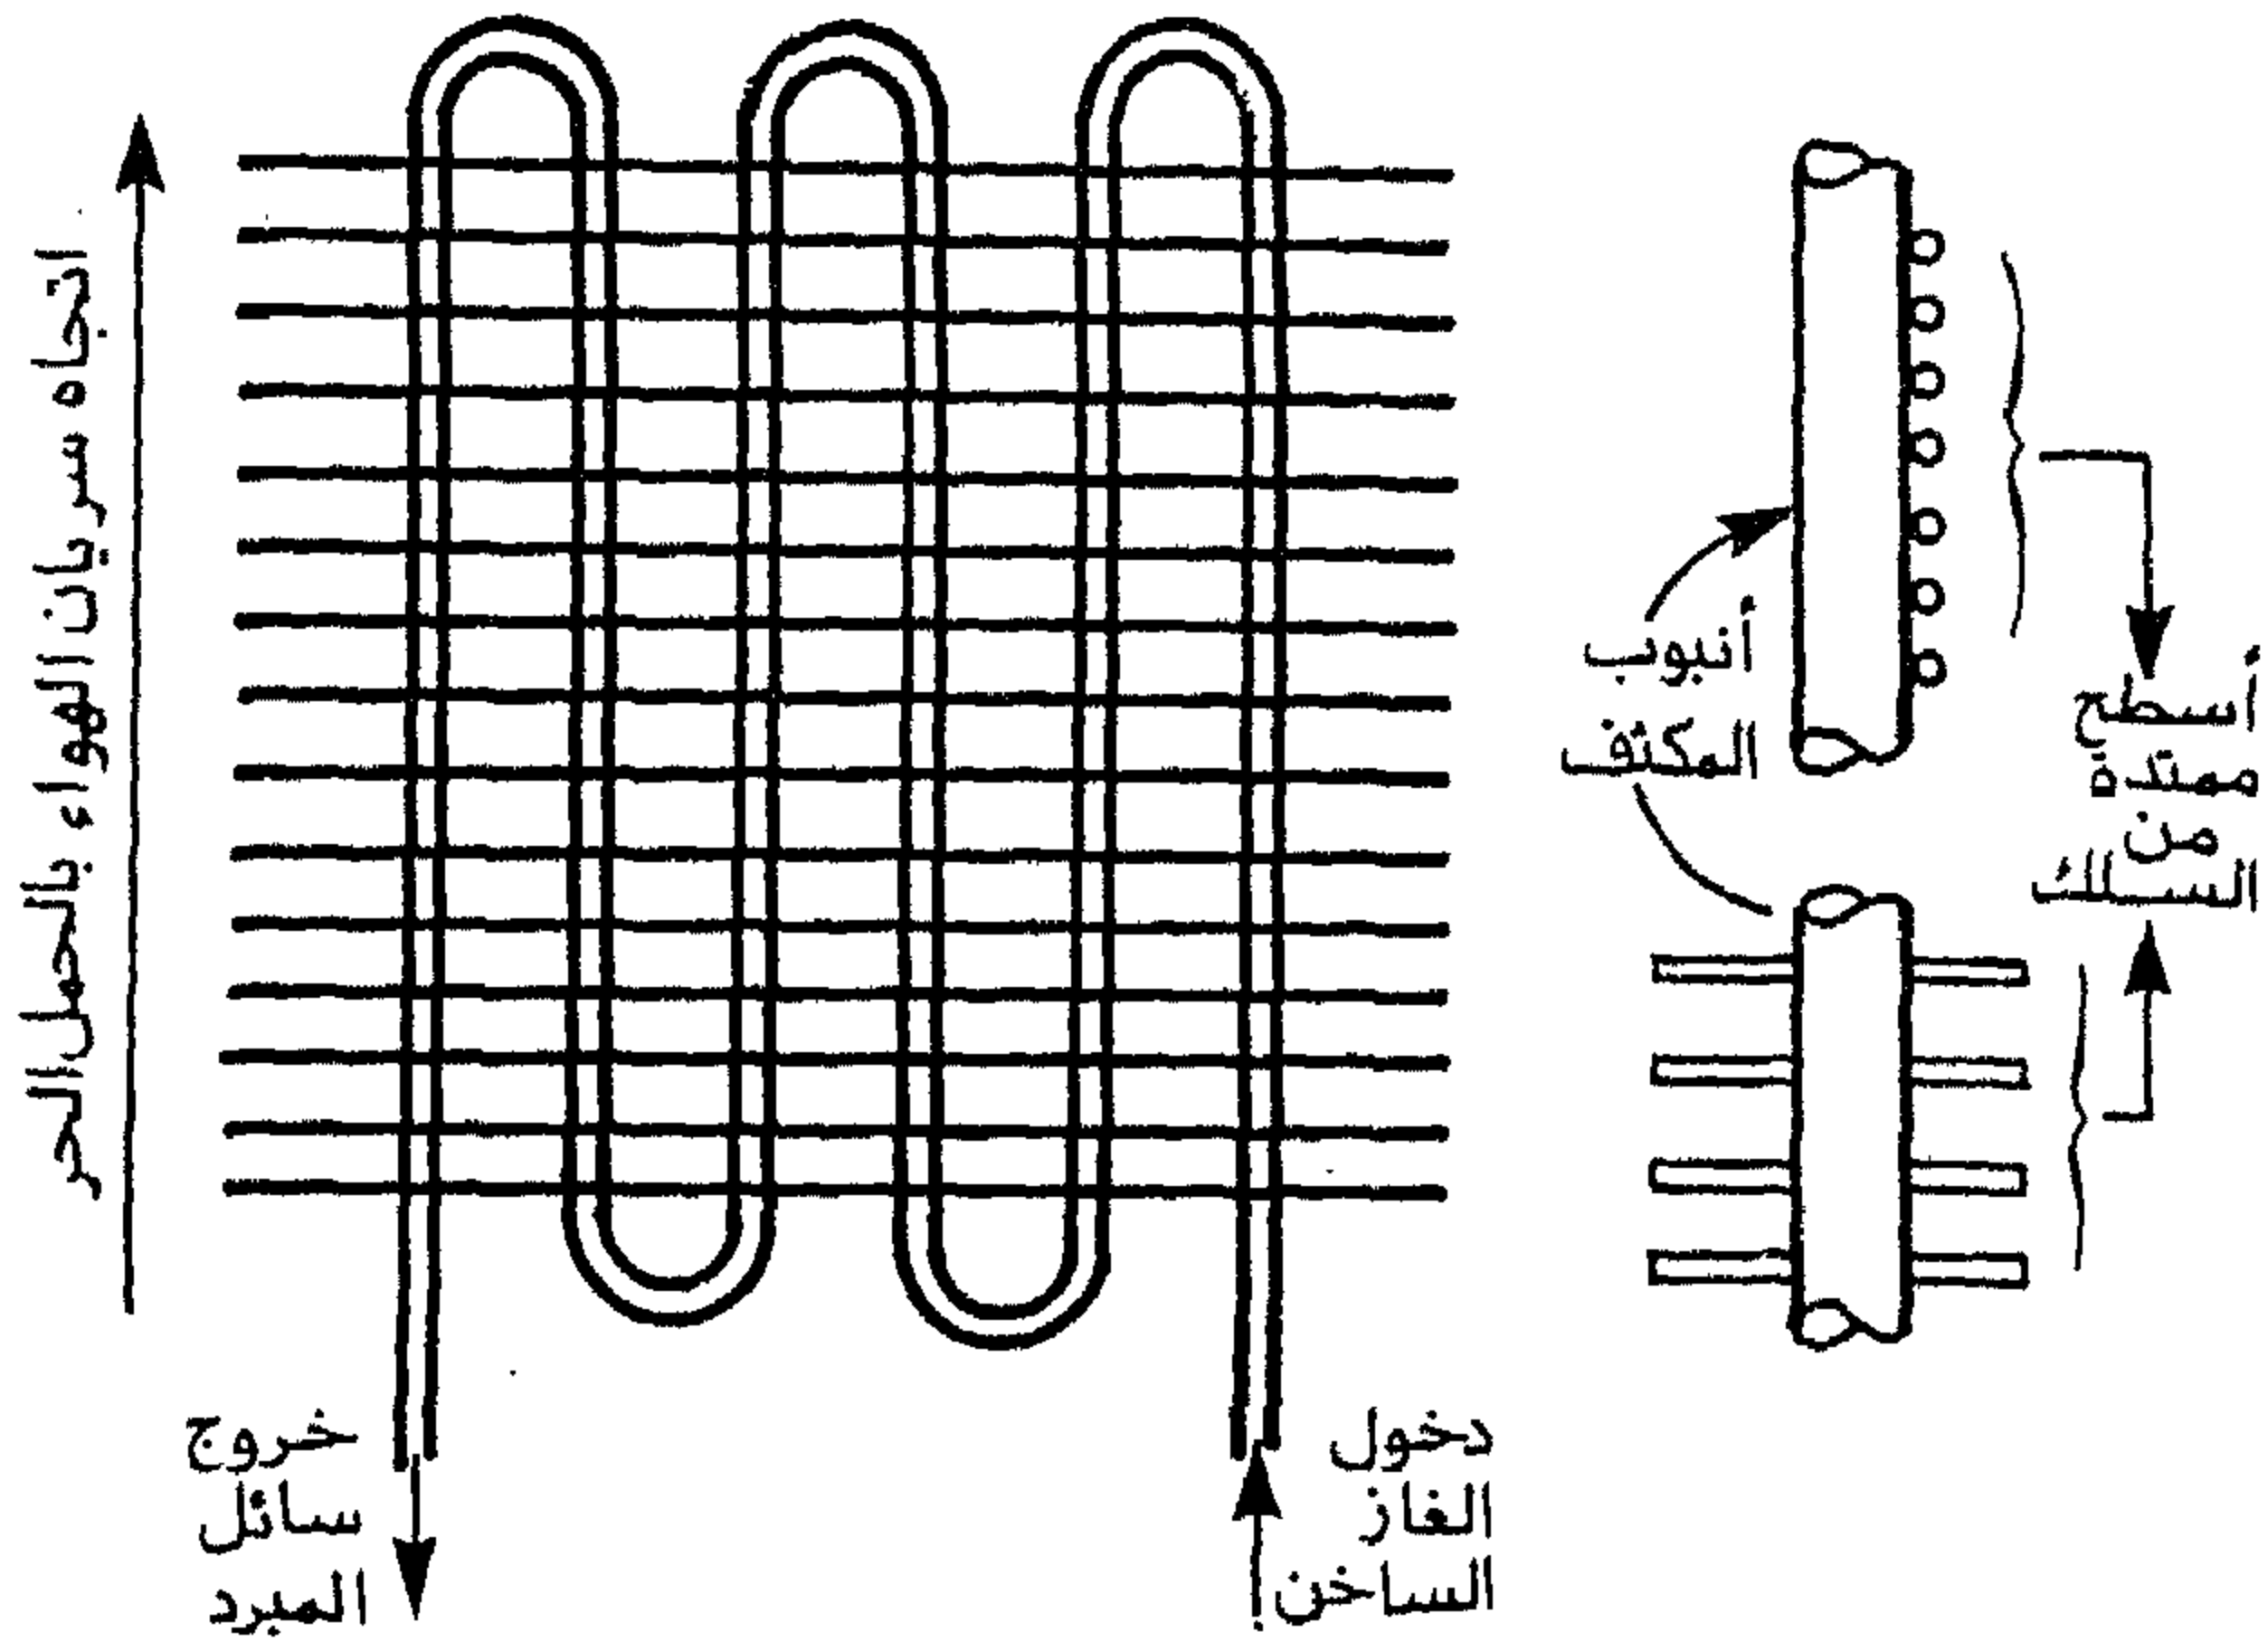 اتجاه سريان الهواء بالحمل الحر
أنبوب
المكثف
أسطح
ممتدة
من
السلك
دخول
الغاز
الساخن
خروج
سائل
المبرد